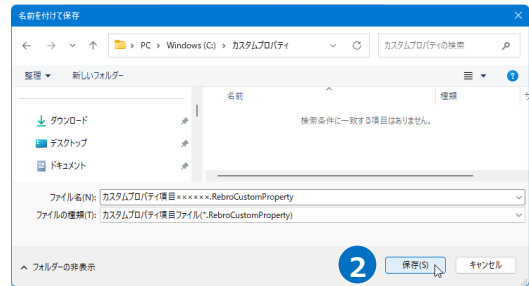 名前を付けて保存
PC › Windows (C:) › カスタムプロパティ
カスタムプロパティの検索
整理
新しいフォルダー
?
名前
種類
ダウンロード
検索条件に一致する項目はありません。
デスクトップ
ドキュメント
ファイル名(N): カスタムプロパティ項目××××××.RebroCustomProperty
ファイルの種類(T): カスタムプロパティ項目ファイル(*.RebroCustomProperty)
フォルダーの非表示
2
保存(S)
キャンセル